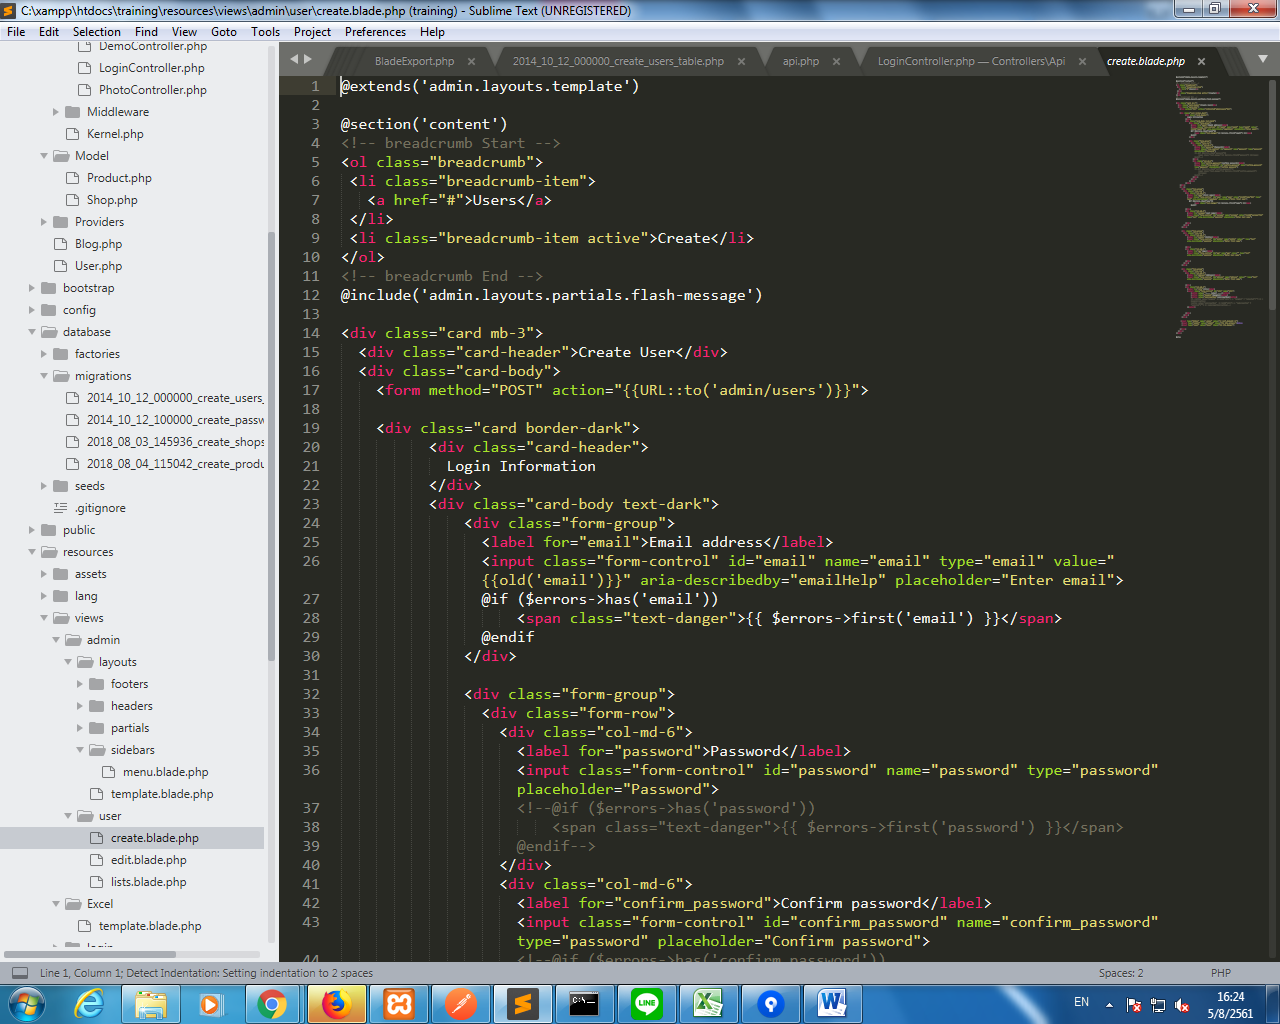 C:\xampp\htdocs\training\resources\views\admin\user\create.blade.php (training) - Sublime Text (UNREGISTERED)
File Edit Selection Find View Goto Tools Project Preferences Help
DemoController.php
LoginController.php
PhotoController.php
Middleware
Kernel.php
Model
Product.php
Shop.php
Providers
Blog.php
User.php
bootstrap
config
database
factories
migrations
2014_10_12_000000_create_users_
2014_10_12_100000_create_passw
2018_08_03_145936_create_shops
2018_08_04_115042_create_produ
seeds
.gitignore
public
resources
assets
lang
views
admin
layouts
footers
headers
partials
sidebars
menu.blade.php
template.blade.php
user
create.blade.php
edit.blade.php
lists.blade.php
Excel
template.blade.php
login
BladeExport.php × 2014_10_12_000000_create_users_table.php × api.php × LoginController.php — Controllers\Api × create.blade.php ×
1 @extends('admin.layouts.template')
2
3 @section('content')
4 <!-- breadcrumb Start -->
5 <ol class="breadcrumb">
6 <li class="breadcrumb-item">
7 <a href="#">Users</a>
8 </li>
9 <li class="breadcrumb-item active">Create</li>
10 </ol>
11 <!-- breadcrumb End -->
12 @include('admin.layouts.partials.flash-message')
13
14 <div class="card mb-3">
15 <div class="card-header">Create User</div>
16 <div class="card-body">
17 <form method="POST" action="{{URL::to('admin/users')}}">
18
19 <div class="card border-dark">
20 <div class="card-header">
21 Login Information
22 </div>
23 <div class="card-body text-dark">
24 <div class="form-group">
25 <label for="email">Email address</label>
26 <input class="form-control" id="email" name="email" type="email" value="
{{old('email')}}" aria-describedby="emailHelp" placeholder="Enter email">
27 @if ($errors->has('email'))
28 <span class="text-danger">{{ $errors->first('email') }}</span>
29 @endif
30 </div>
31
32 <div class="form-group">
33 <div class="form-row">
34 <div class="col-md-6">
35 <label for="password">Password</label>
36 <input class="form-control" id="password" name="password" type="password"
placeholder="Password">
37 <!--@if ($errors->has('password'))
38 <span class="text-danger">{{ $errors->first('password') }}</span>
39 @endif-->
40 </div>
41 <div class="col-md-6">
42 <label for="confirm_password">Confirm password</label>
43 <input class="form-control" id="confirm_password" name="confirm_password"
type="password" placeholder="Confirm password">
44 <!--@if ($errors->has('confirm_password'))
Line 1, Column 1; Detect Indentation: Setting indentation to 2 spaces Spaces: 2 PHP
EN 16:24
5/8/2561